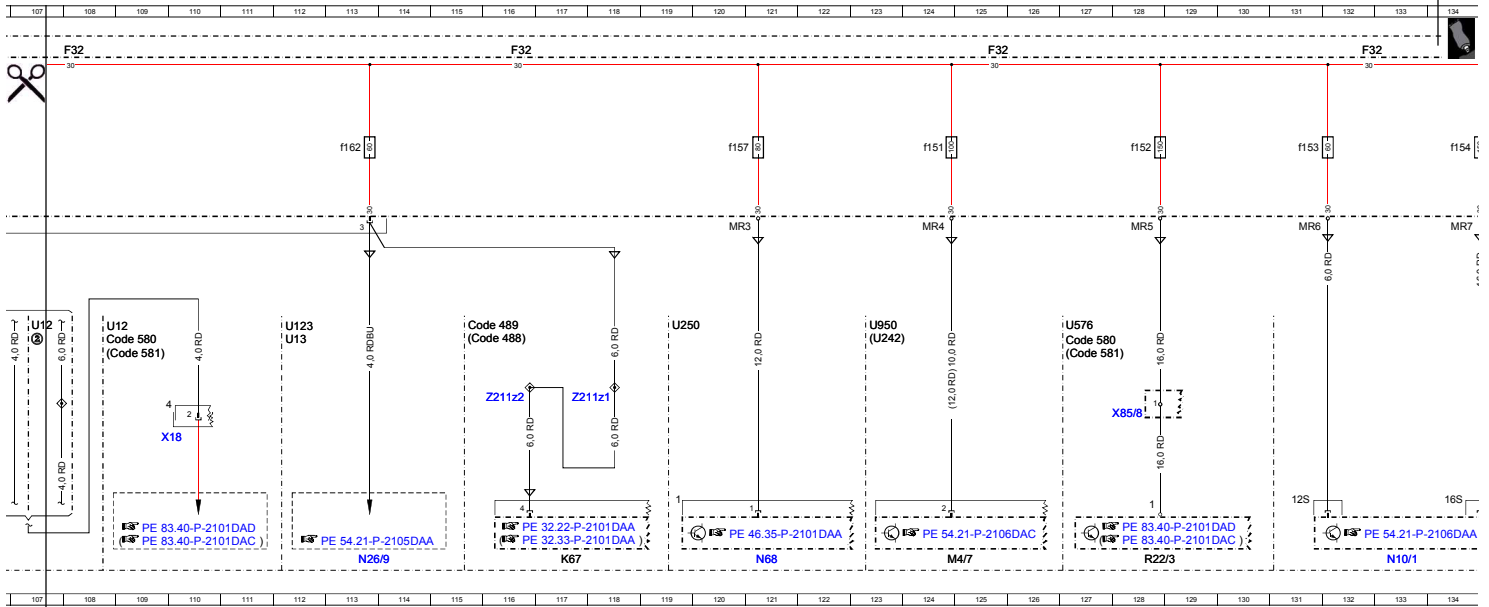 107 108 109 110 111 112 113 114 115 116 117 118 119 120 121 122 123 124 125 126 127 128 129 130 131 132 133 134
F32 F32 F32 F32
30 30 30 30
f162 60 f157 80 f151 100 f152 150 f153 60 f154
30 30 30 30 30
3 MR3 MR4 MR5 MR6 MR7
6,0 RD
U12
②
U12
Code 580
(Code 581)
U123
U13
Code 489
(Code 488)
U250
U950
(U242)
U576
Code 580
(Code 581)
4,0 RD 6,0 RD 4,0 RD 4,0 RDBU 6,0 RD 12,0 RD (12,0 RD) 10,0 RD 16,0 RD
Z211z2 Z211z1
4 2 1
X18 X85/8
4,0 RD 6,0 RD 6,0 RD 16,0 RD
4 1 1 2 1 12S 16S
PE 83.40-P-2101DAD
(PE 83.40-P-2101DAC )
PE 54.21-P-2105DAA
PE 32.22-P-2101DAA
(PE 32.33-P-2101DAA )
PE 46.35-P-2101DAA
PE 54.21-P-2106DAC
PE 83.40-P-2101DAD
(PE 83.40-P-2101DAC )
PE 54.21-P-2106DAA
N26/9 K67 N68 M4/7 R22/3 N10/1
107 108 109 110 111 112 113 114 115 116 117 118 119 120 121 122 123 124 125 126 127 128 129 130 131 132 133 134